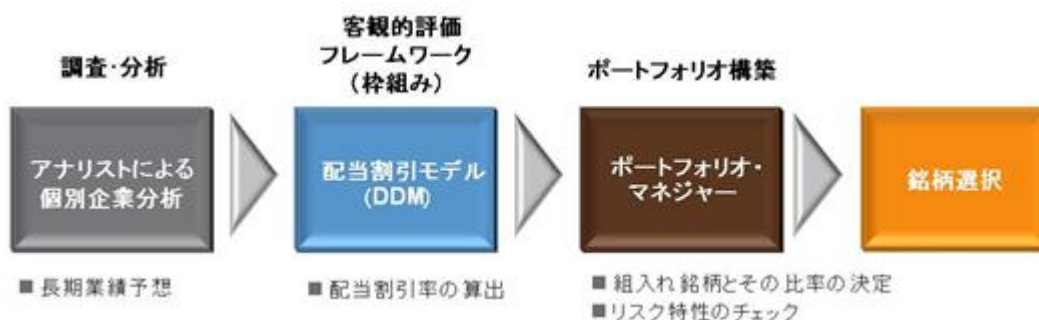 調査・分析
客観的評価
フレームワーク
(枠組み)
ポートフォリオ構築
アナリストによる
個別企業分析
配当割引モデル
(DDM)
ポートフォリオ・
マネジャー
銘柄選択
■ 長期業績予想
■ 配当割引率の算出
■ 組入れ銘柄とその比率の決定
■ リスク特性のチェック